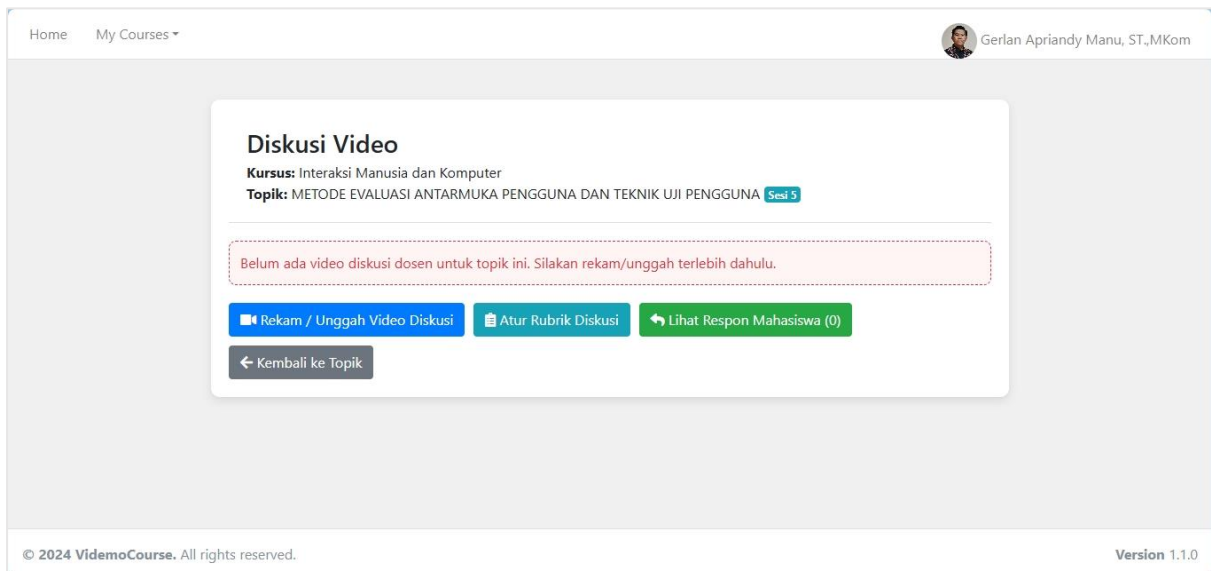 Home My Courses Gerlan Apriandy Manu, ST.,MKom
Diskusi Video
Kursus: Interaksi Manusia dan Komputer
Topik: METODE EVALUASI ANTARMUKA PENGGUNA DAN TEKNIK UJI PENGGUNA Sesi 5
Belum ada video diskusi dosen untuk topik ini. Silakan rekam/unggah terlebih dahulu.
Rekam / Unggah Video Diskusi Atur Rubrik Diskusi Lihat Respon Mahasiswa (0)
Kembali ke Topik
© 2024 VidemoCourse. All rights reserved. Version 1.1.0